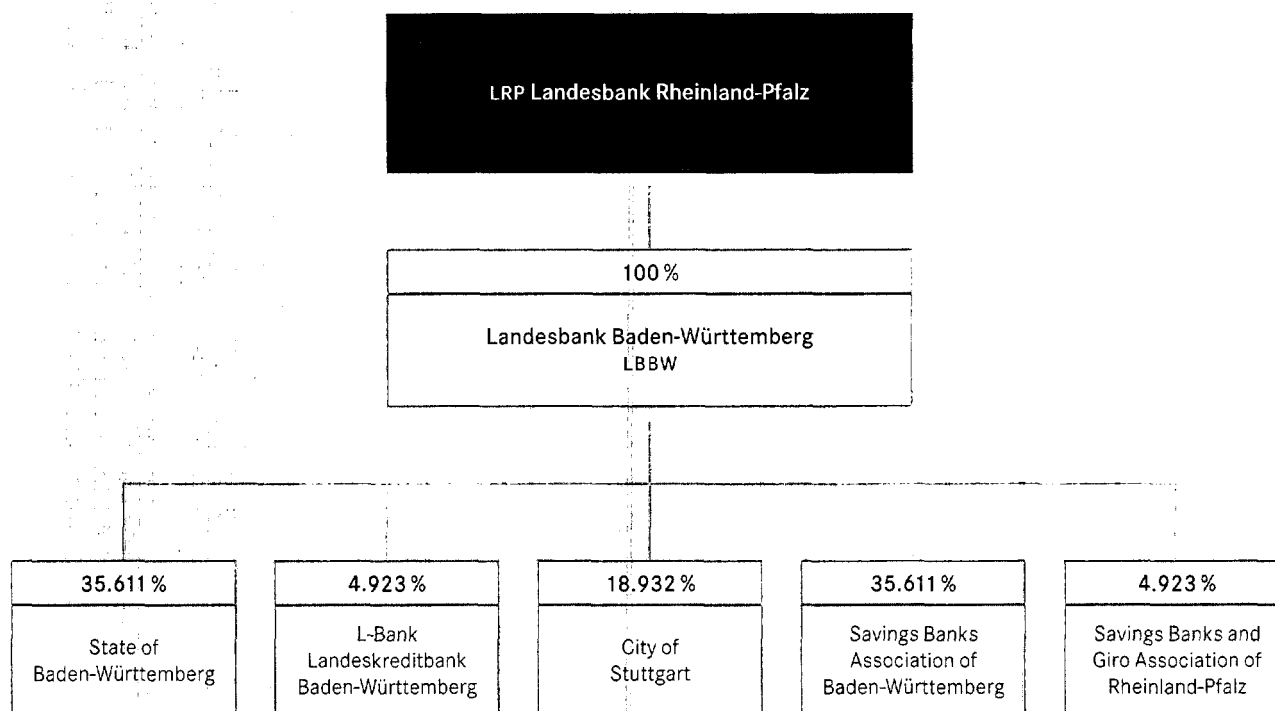 LRP Landesbank Rheinland-Pfalz
100 %
Landesbank Baden-Württemberg
LBBW
35.611 %
State of
Baden-Württemberg
4.923 %
L-Bank
Landeskreditbank
Baden-Württemberg
18.932 %
City of
Stuttgart
35.611 %
Savings Banks
Association of
Baden-Württemberg
4.923 %
Savings Banks and
Giro Association of
Rheinland-Pfalz